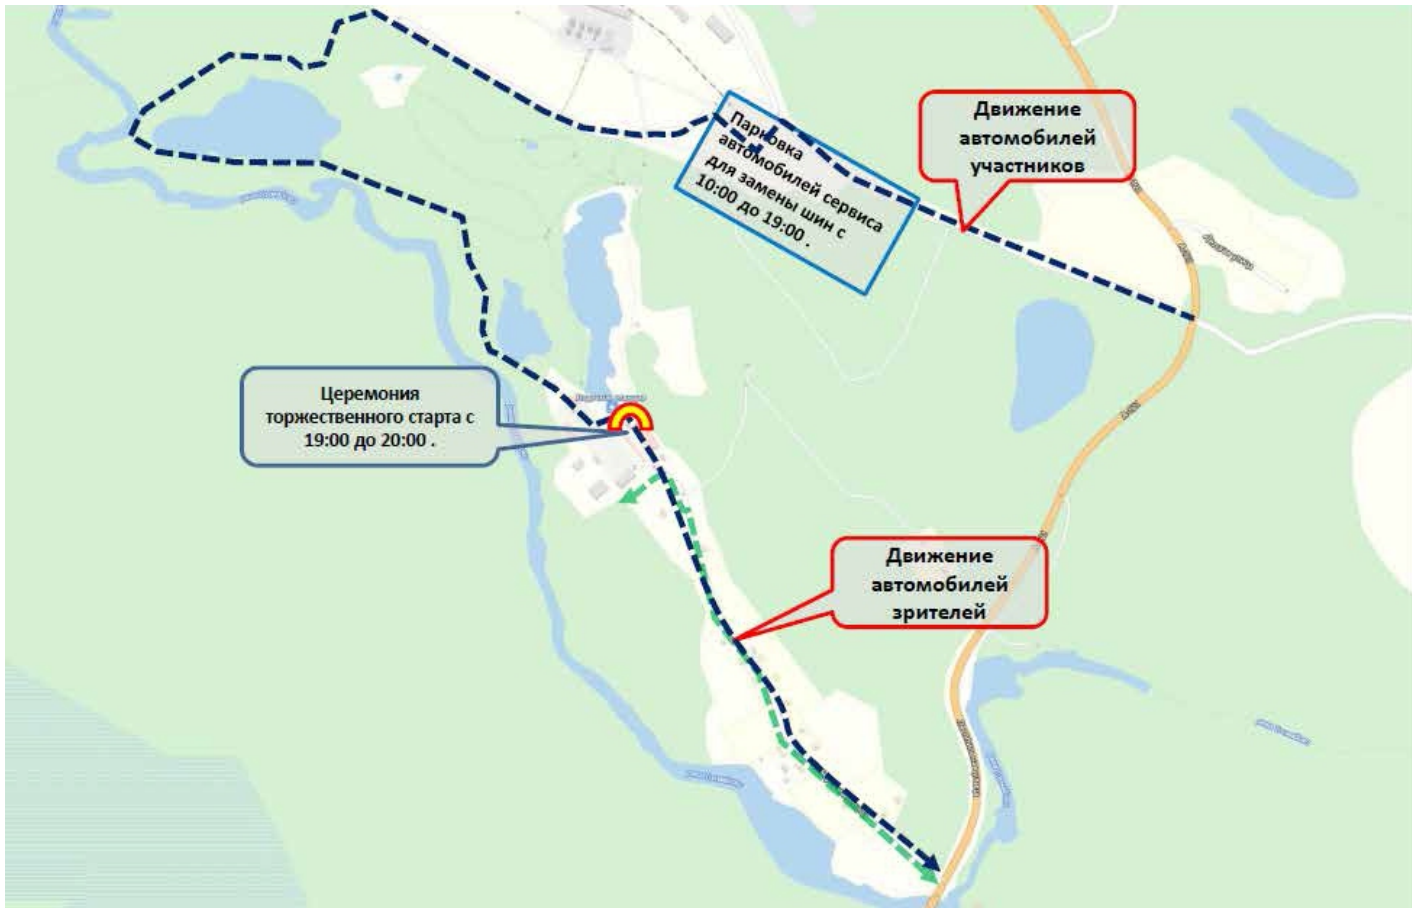 Движение
автомобилей
участников
Парковка
автомобилей сервиса
для замены шин с
10:00 до 19:00 .
Церемония
торжественного старта с
19:00 до 20:00 .
Движение
автомобилей
зрителей